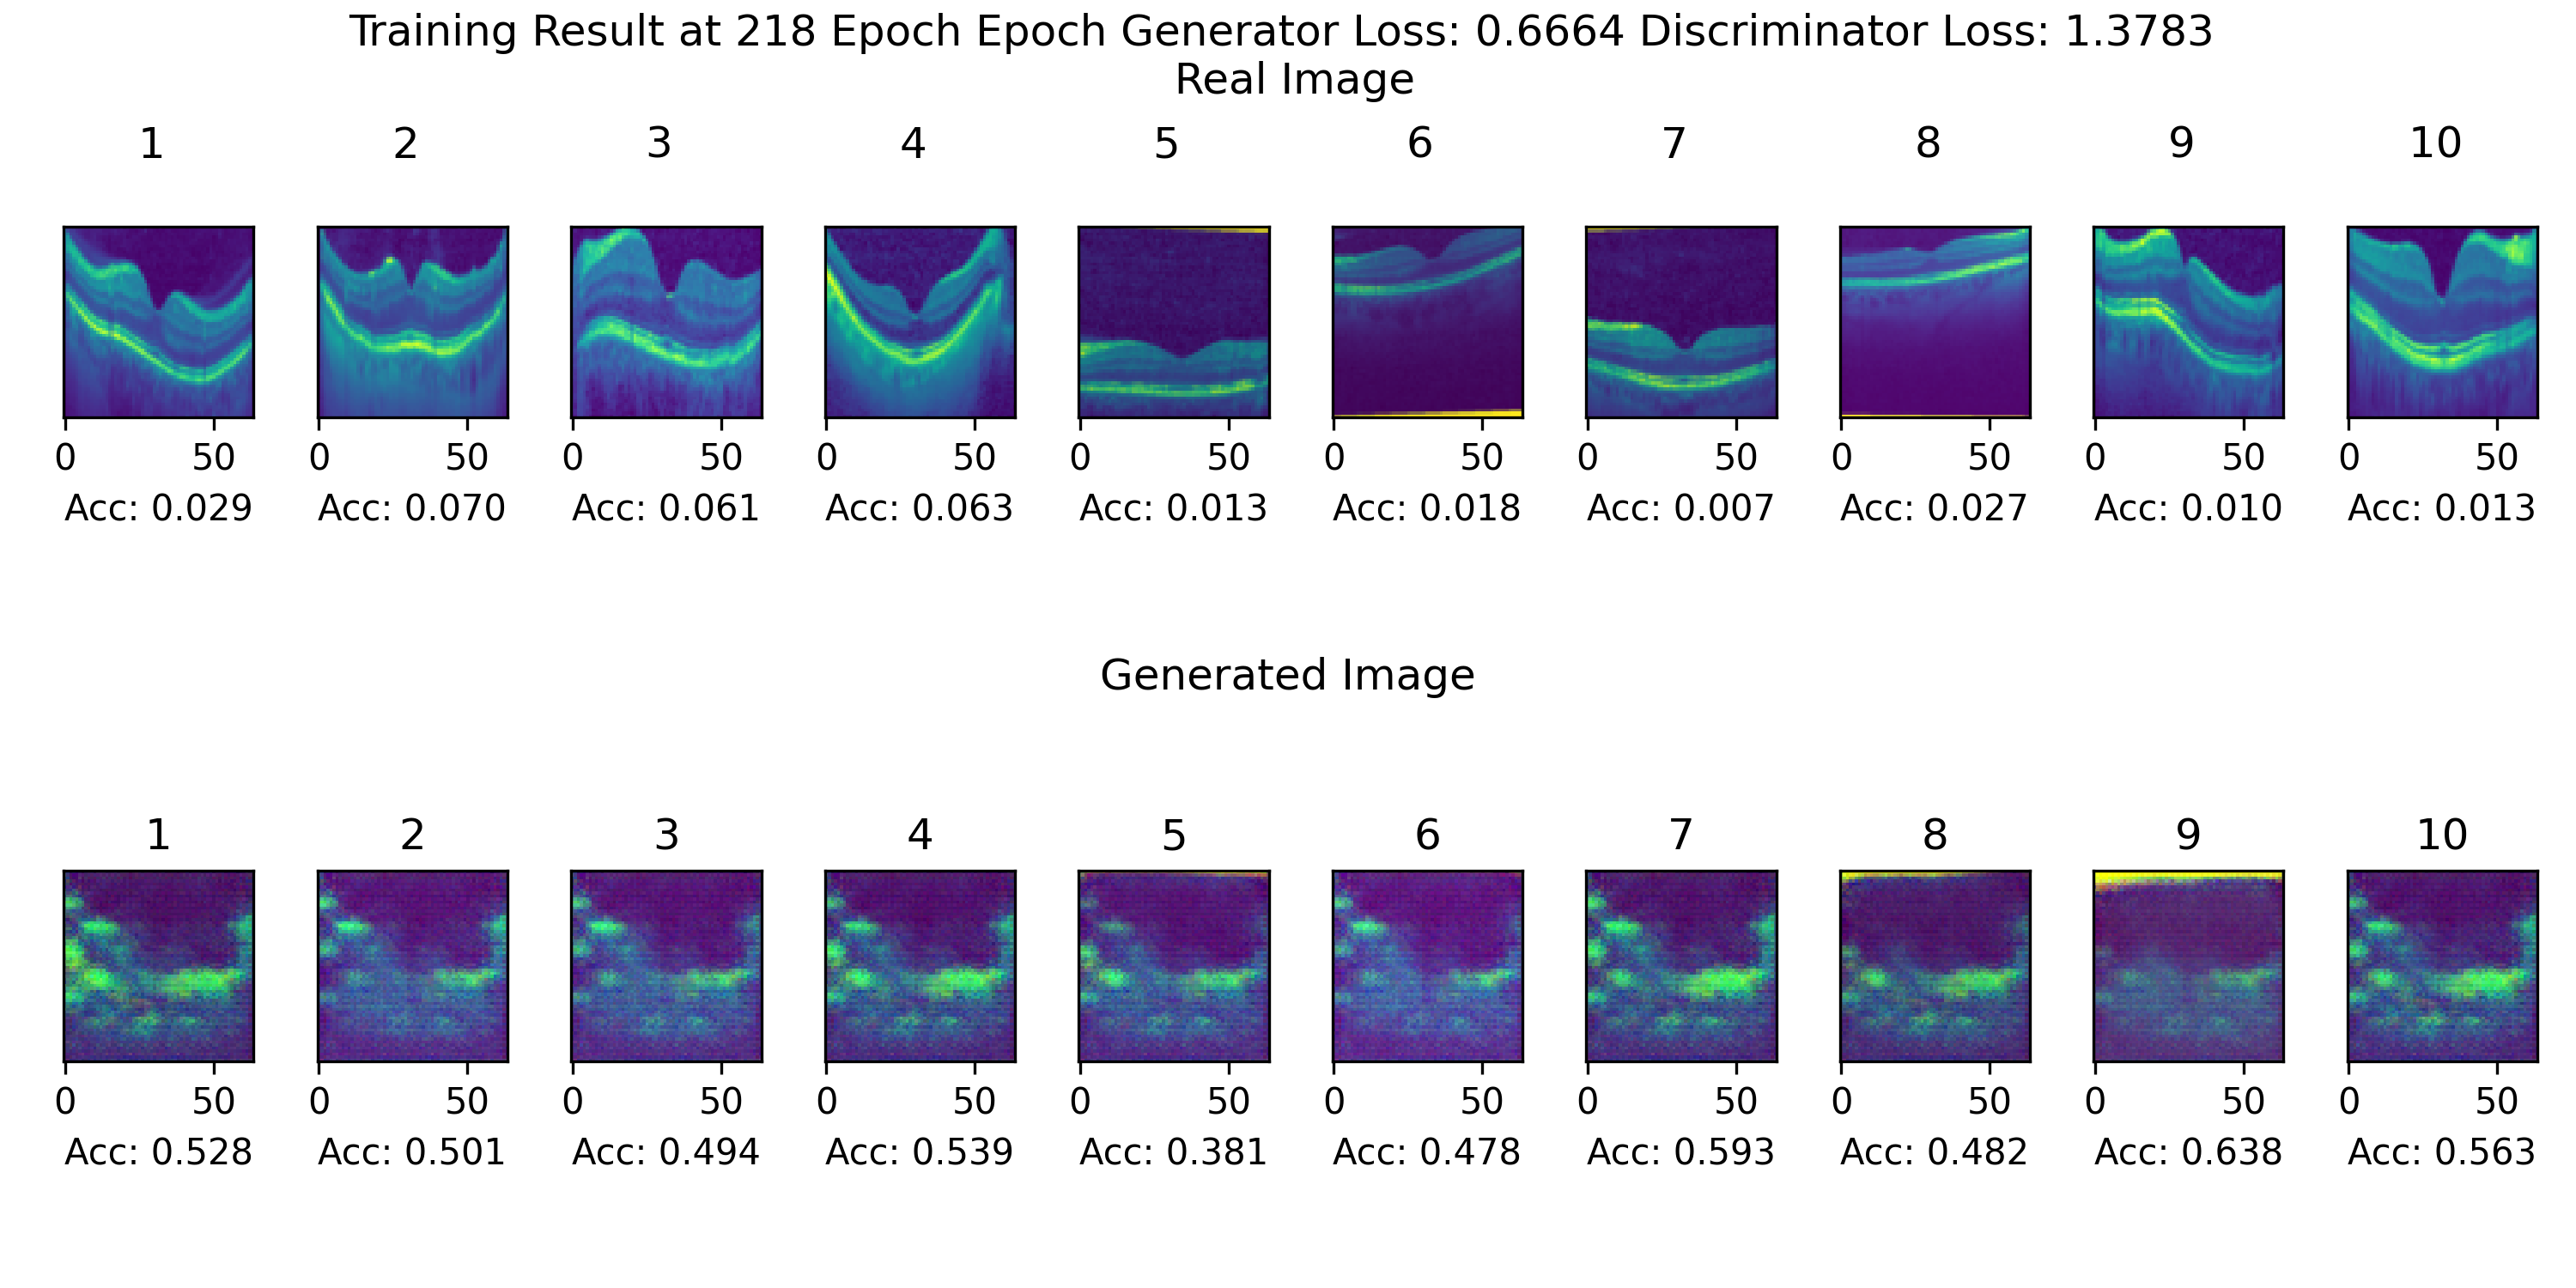 Training Result at 218 Epoch Epoch Generator Loss: 0.6664 Discriminator Loss: 1.3783
Real Image
1 2 3 4 5 6 7 8 9 10
0 50 0 50 0 50 0 50 0 50 0 50 0 50 0 50 0 50 0 50
Acc: 0.029 Acc: 0.070 Acc: 0.061 Acc: 0.063 Acc: 0.013 Acc: 0.018 Acc: 0.007 Acc: 0.027 Acc: 0.010 Acc: 0.013
Generated Image
1 2 3 4 5 6 7 8 9 10
0 50 0 50 0 50 0 50 0 50 0 50 0 50 0 50 0 50 0 50
Acc: 0.528 Acc: 0.501 Acc: 0.494 Acc: 0.539 Acc: 0.381 Acc: 0.478 Acc: 0.593 Acc: 0.482 Acc: 0.638 Acc: 0.563